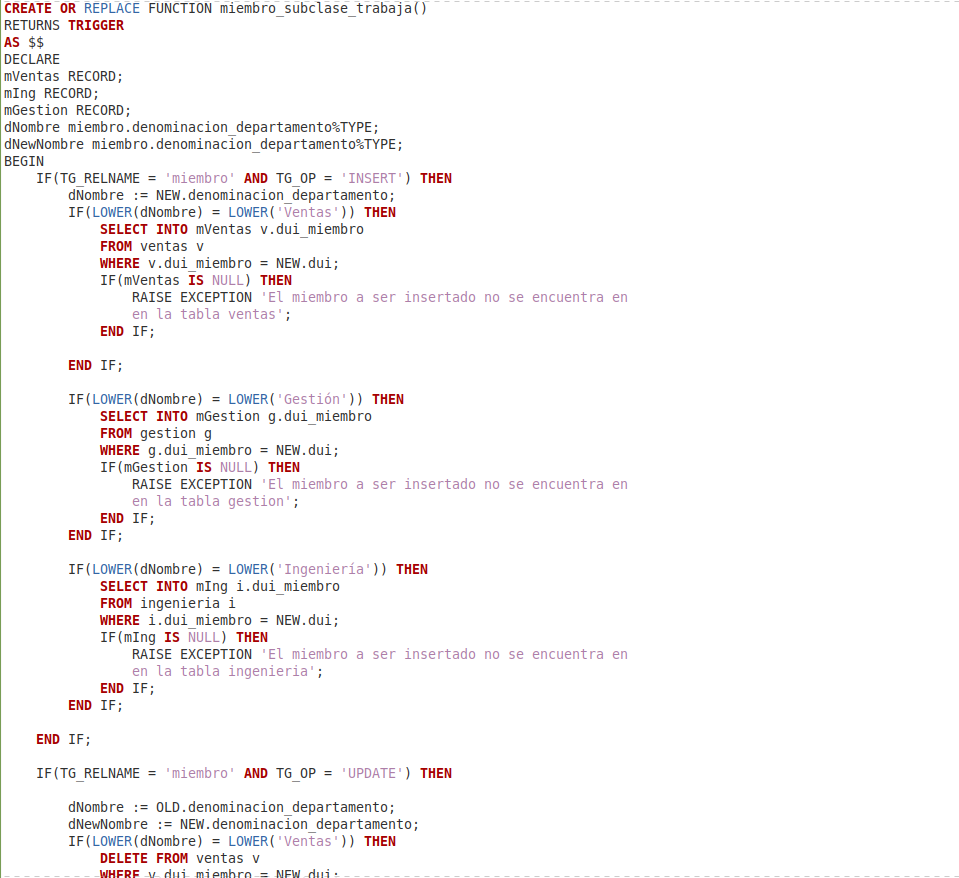 CREATE OR REPLACE FUNCTION miembro_subclase_trabaja()
RETURNS TRIGGER
AS $$
DECLARE
mVentas RECORD;
mIng RECORD;
mGestion RECORD;
dNombre miembro.denominacion_departamento%TYPE;
dNewNombre miembro.denominacion_departamento%TYPE;
BEGIN
    IF(TG_RELNAME = 'miembro' AND TG_OP = 'INSERT') THEN
        dNombre := NEW.denominacion_departamento;
        IF(LOWER(dNombre) = LOWER('Ventas')) THEN
            SELECT INTO mVentas v.dui_miembro
            FROM ventas v
            WHERE v.dui_miembro = NEW.dui;
            IF(mVentas IS NULL) THEN
                RAISE EXCEPTION 'El miembro a ser insertado no se encuentra en
                en la tabla ventas';
            END IF;

        END IF;

        IF(LOWER(dNombre) = LOWER('Gestión')) THEN
            SELECT INTO mGestion g.dui_miembro
            FROM gestion g
            WHERE g.dui_miembro = NEW.dui;
            IF(mGestion IS NULL) THEN
                RAISE EXCEPTION 'El miembro a ser insertado no se encuentra en
                en la tabla gestion';
            END IF;
        END IF;

        IF(LOWER(dNombre) = LOWER('Ingeniería')) THEN
            SELECT INTO mIng i.dui_miembro
            FROM ingenieria i
            WHERE i.dui_miembro = NEW.dui;
            IF(mIng IS NULL) THEN
                RAISE EXCEPTION 'El miembro a ser insertado no se encuentra en
                en la tabla ingenieria';
            END IF;
        END IF;

    END IF;

    IF(TG_RELNAME = 'miembro' AND TG_OP = 'UPDATE') THEN

        dNombre := OLD.denominacion_departamento;
        dNewNombre := NEW.denominacion_departamento;
        IF(LOWER(dNombre) = LOWER('Ventas')) THEN
            DELETE FROM ventas v
            WHERE v.dui_miembro = NEW.dui;